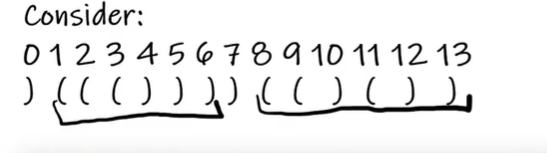 Consider:
0 1 2 3 4 5 6 7 8 9 10 11 12 13
) ( ( ( ) ) ) ) ( ( ) ( ) )